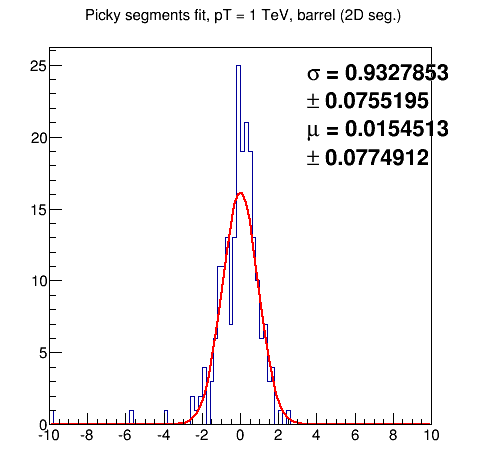 Picky segments fit, pT = 1 TeV, barrel (2D seg.)
σ = 0.9327853
± 0.0755195
μ = 0.0154513
± 0.0774912
25
20
15
10
5
0
-10 -8 -6 -4 -2 0 2 4 6 8 10